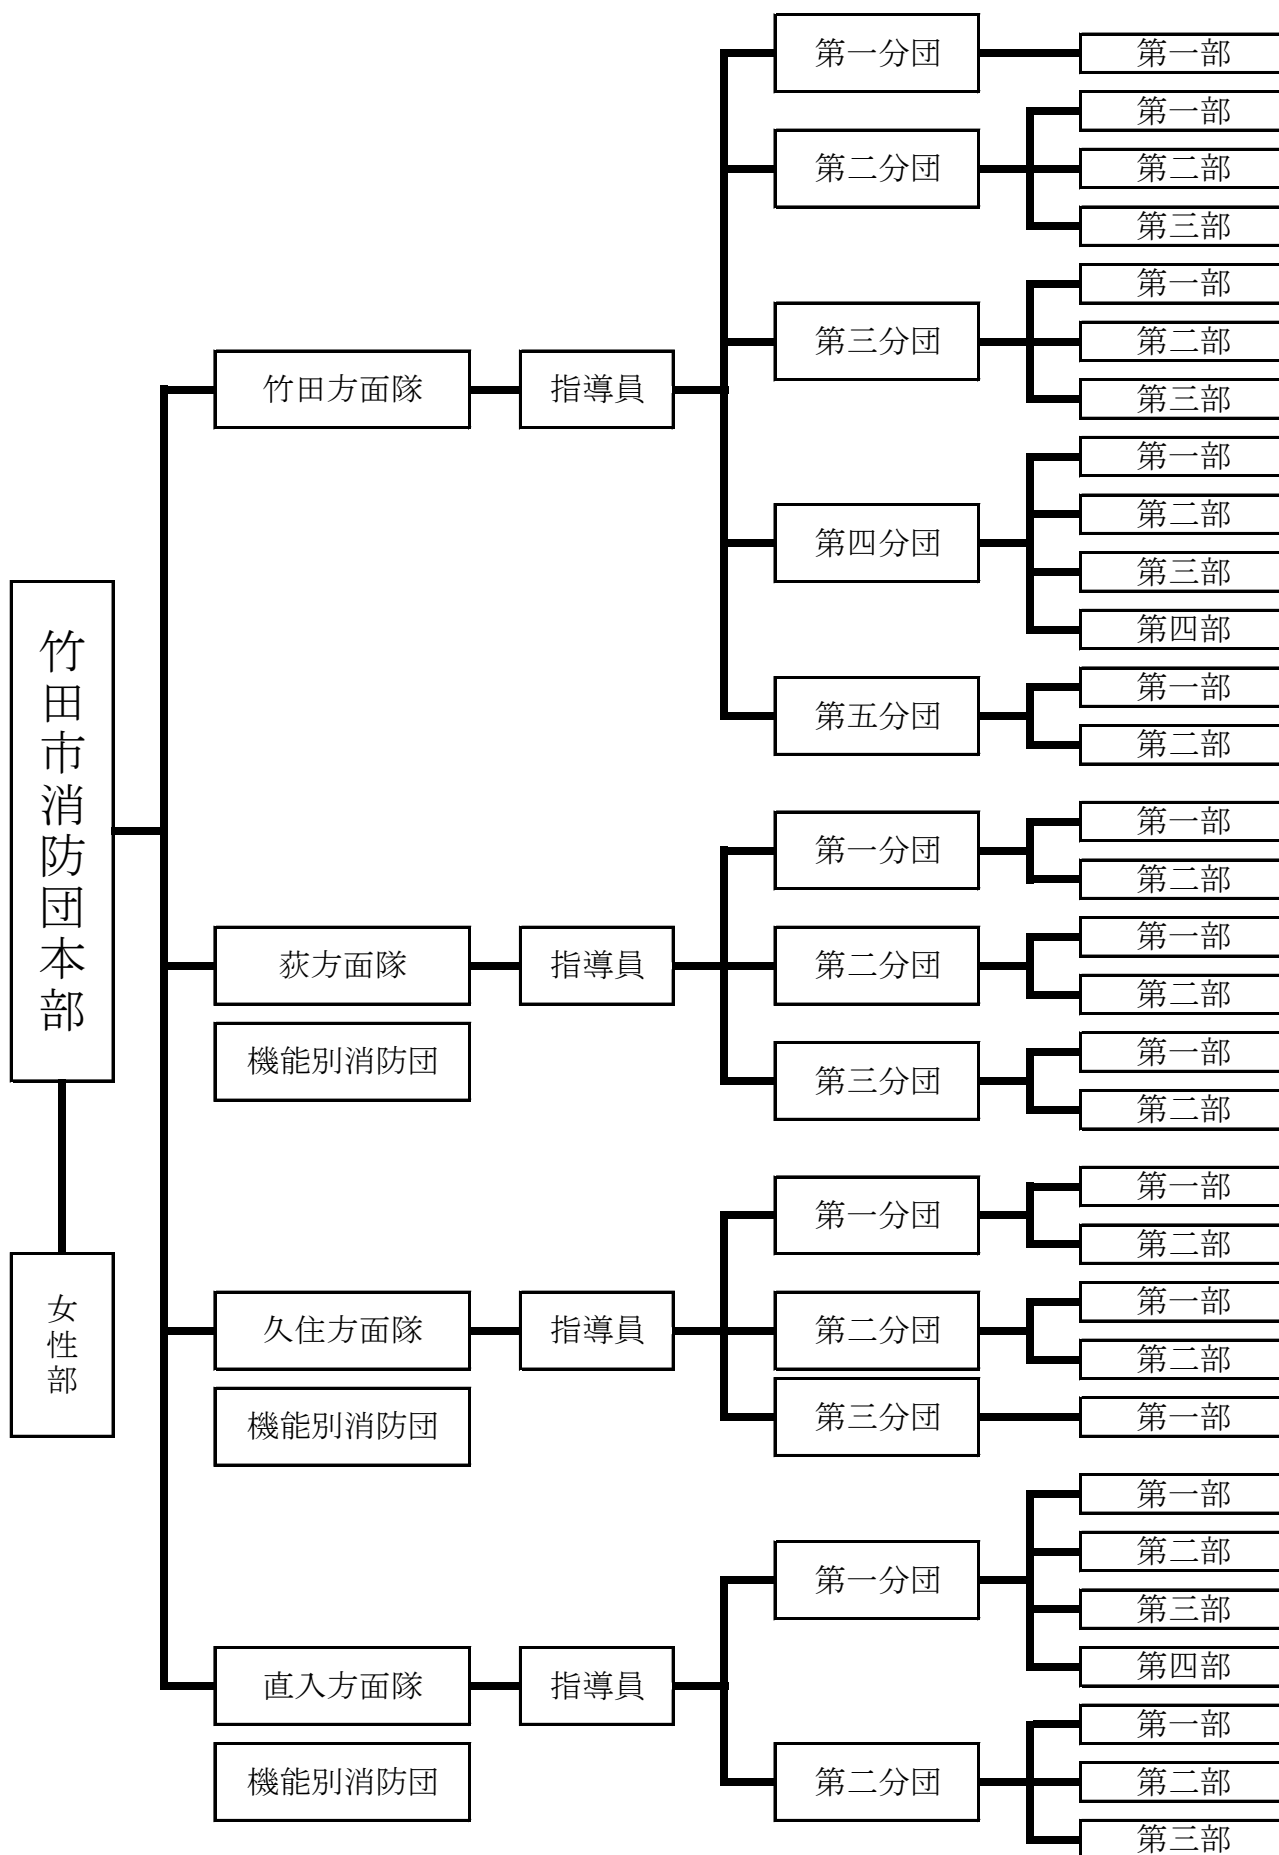 竹田市消防団本部
女性部
竹田方面隊
指導員
第一分団
第一部
第二分団
第一部
第二部
第三部
第三分団
第一部
第二部
第三部
第四分団
第一部
第二部
第三部
第四部
第五分団
第一部
第二部
荻方面隊
機能別消防団
指導員
第一分団
第一部
第二部
第二分団
第一部
第二部
第三分団
第一部
第二部
久住方面隊
機能別消防団
指導員
第一分団
第一部
第二部
第二分団
第一部
第二部
第三分団
第一部
直入方面隊
機能別消防団
指導員
第一分団
第一部
第二部
第三部
第四部
第二分団
第一部
第二部
第三部